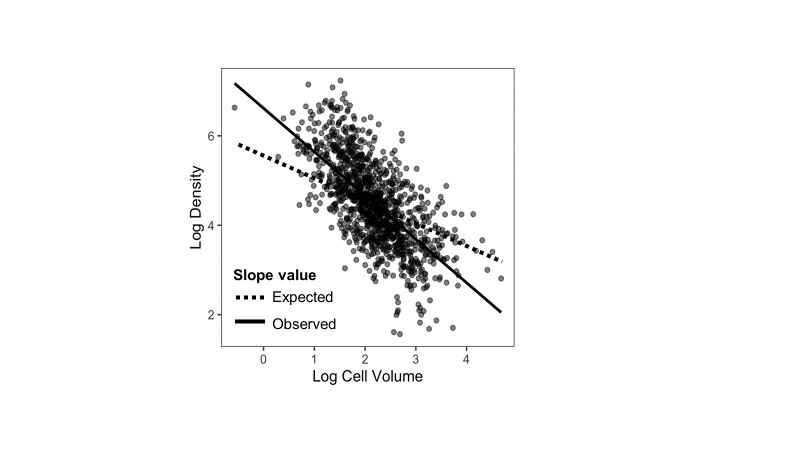 6
4
2
Log Density
Slope value
Expected
Observed
0 1 2 3 4
Log Cell Volume